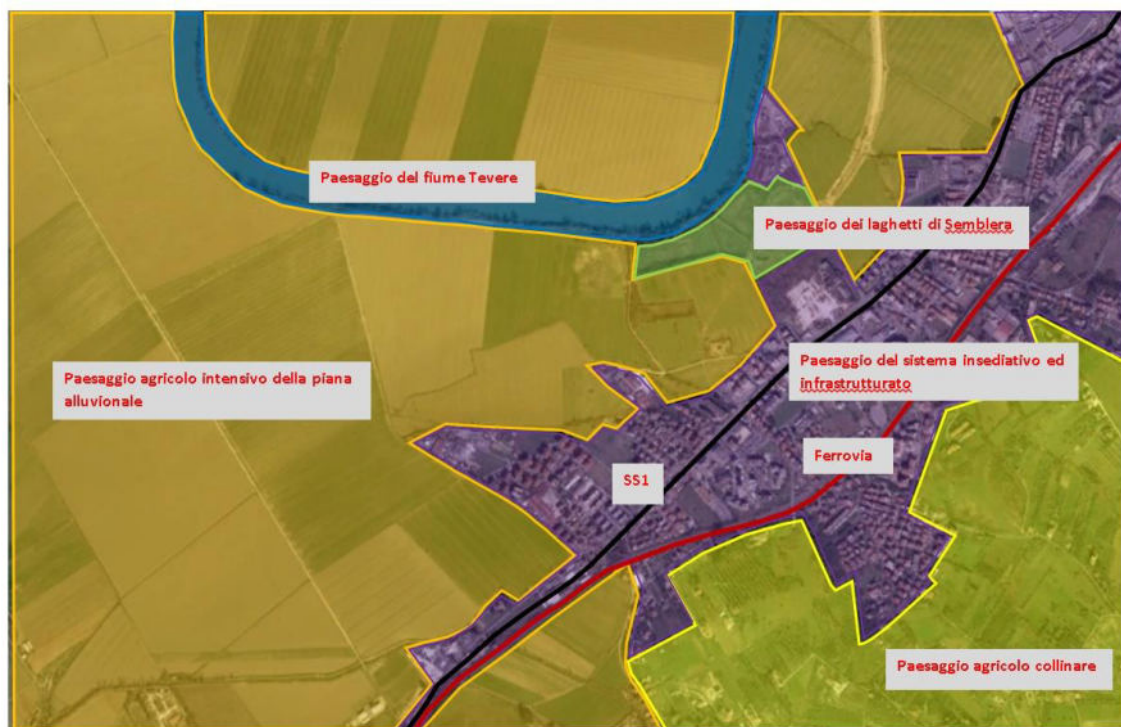 Paesaggio del fiume Tevere
Paesaggio dei laghetti di Semblera
Paesaggio agricolo intensivo della piana
alluvionale
Paesaggio del sistema insediativo ed
infrastrutturato
Ferrovia
SS1
Paesaggio agricolo collinare